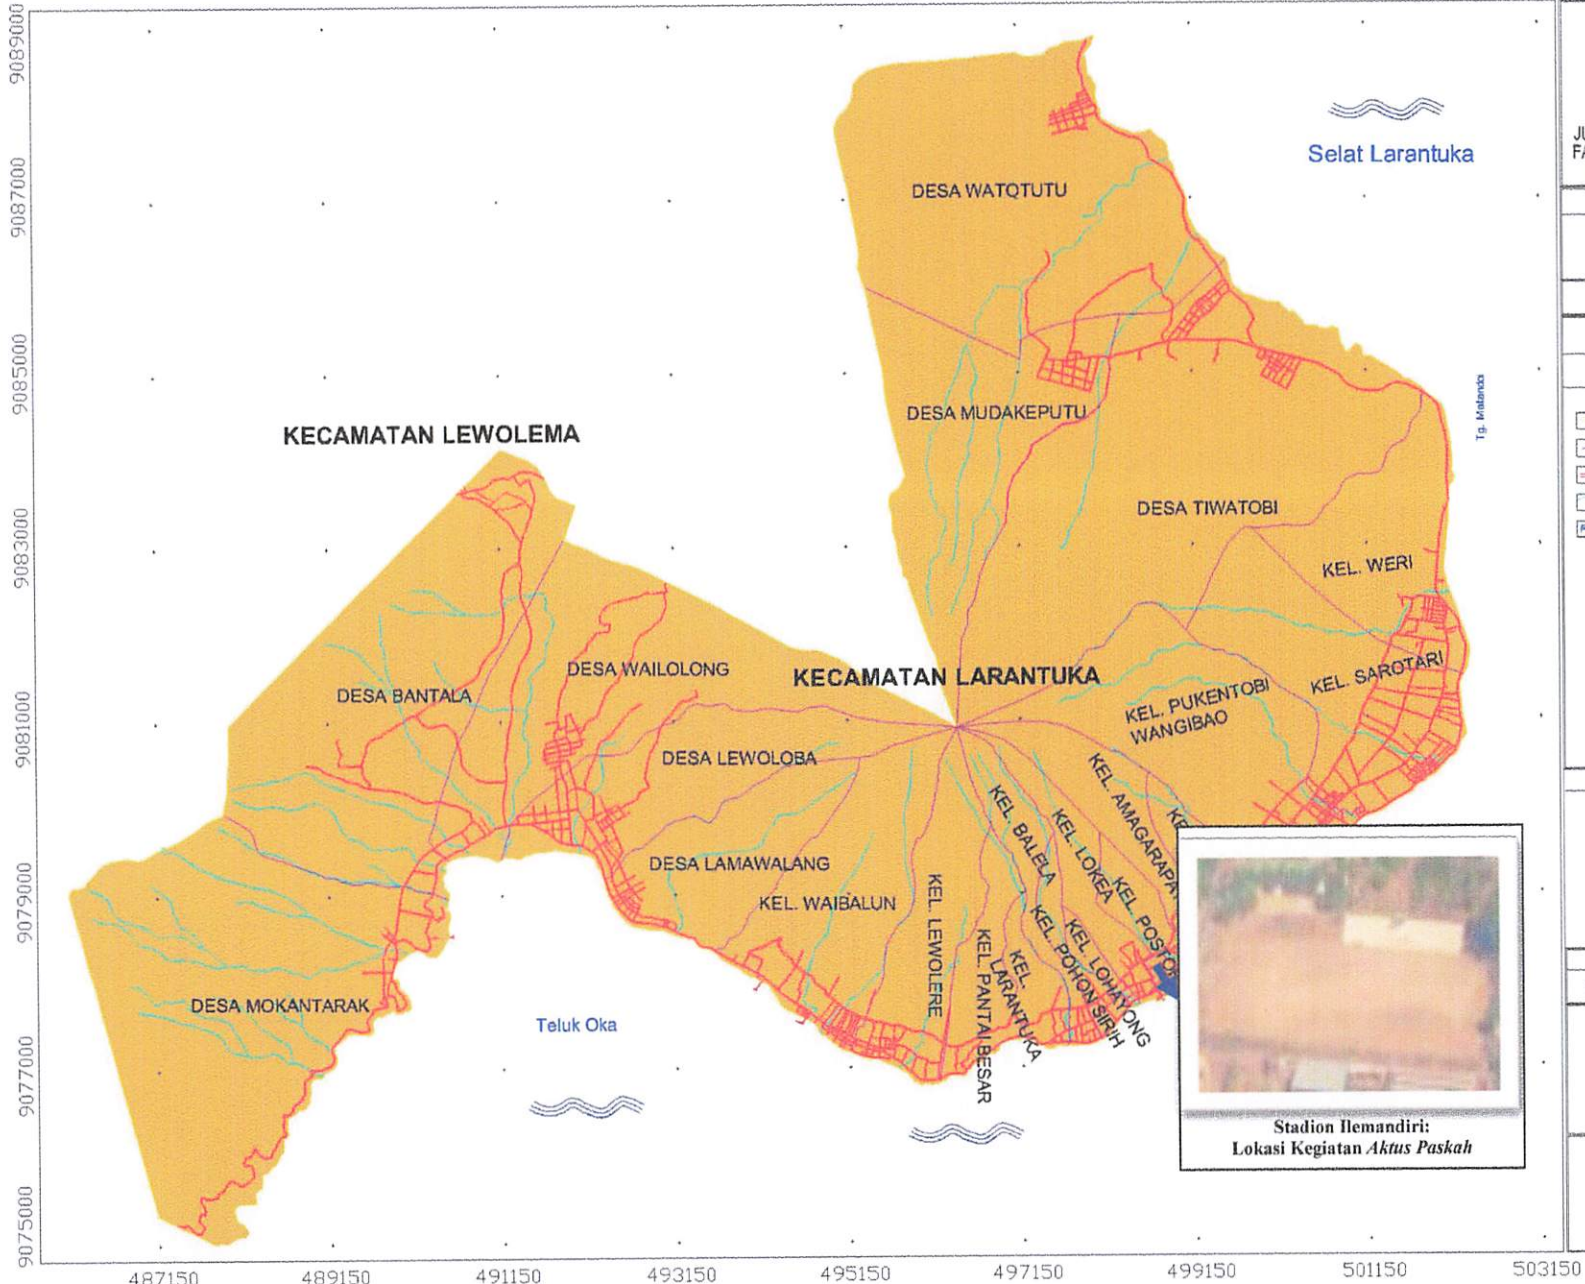 9089000
Selat Larantuka
9087000
DESA WATOTUTU
9085000
Tg. Matando
DESA MUDAKEPUTU
KECAMATAN LEWOLEMA
DESA TIWATOBI
9083000
KEL. WERI
DESA WAILOLONG
KECAMATAN LARANTUKA
KEL. SAROTARI
DESA BANTALA
KEL. PUKENTOBI
WANGIBAO
9081000
DESA LEWOLOBA
KEL. AMAGARAPA
KEL. BALELA
KEL. LOKEA
DESA LAMAWALANG
9079000
KEL. WAIBALUN
KEL. LEWOLERE
KEL. POSTO
KEL. POHON SIRIH
KEL. LOHAYONG
KEL. PANTAI BESAR
KEL.
LARANTUKA
DESA MOKANTARAK
Teluk Oka
9077000
Stadion Ilemandiri:
Lokasi Kegiatan Aktus Paskah
9075000
487150 489150 491150 493150 495150 497150 499150 501150 503150